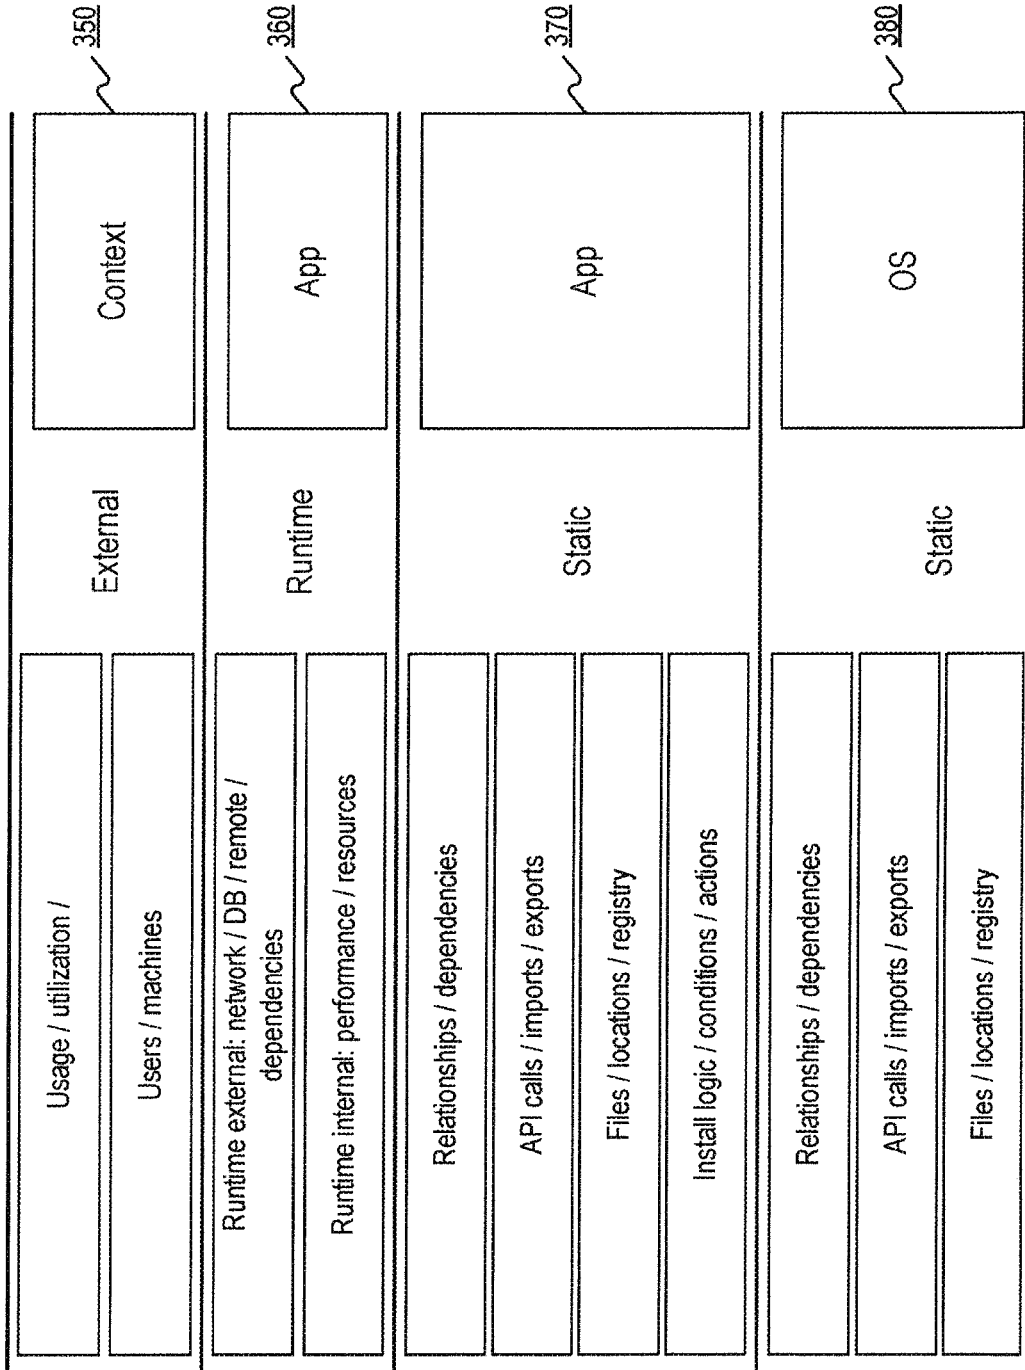 Usage / utilization /
Users / machines
External
Context
350
Runtime external: network / DB / remote /
dependencies
Runtime internal: performance / resources
Runtime
App
360
Relationships / dependencies
API calls / imports / exports
Files / locations / registry
Install logic / conditions / actions
Static
App
370
Relationships / dependencies
API calls / imports / exports
Files / locations / registry
Static
OS
380